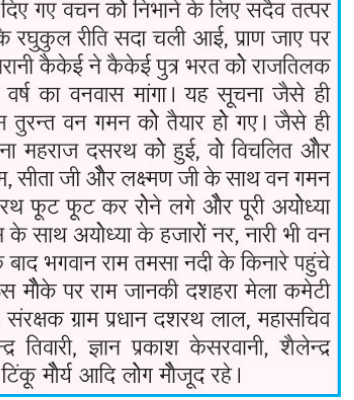 दिए गए वचन को निभाने के लिए सदैव तत्पर
के रघुकुल रीति सदा चली आई, प्राण जाए पर
रानी कैकेई ने कैकेई पुत्र भरत को राजतिलक
वर्ष का वनवास मांगा। यह सूचना जैसे ही
तुरन्त वन गमन को तैयार हो गए। जैसे ही
ना महराज दसरथ को हुई, वो विचलित और
म, सीता जी और लक्ष्मण जी के साथ वन गमन
रथ फूट फूट कर रोने लगे और पूरी अयोध्या
के साथ अयोध्या के हजारों नर, नारी भी वन
बाद भगवान राम तमसा नदी के किनारे पहुंचे
स मौके पर राम जानकी दशहरा मेला कमेटी
संरक्षक ग्राम प्रधान दशरथ लाल, महासचिव
न्द्र तिवारी, ज्ञान प्रकाश केसरवानी, शैलेन्द्र
टिंकू मौर्य आदि लोग मौजूद रहे।